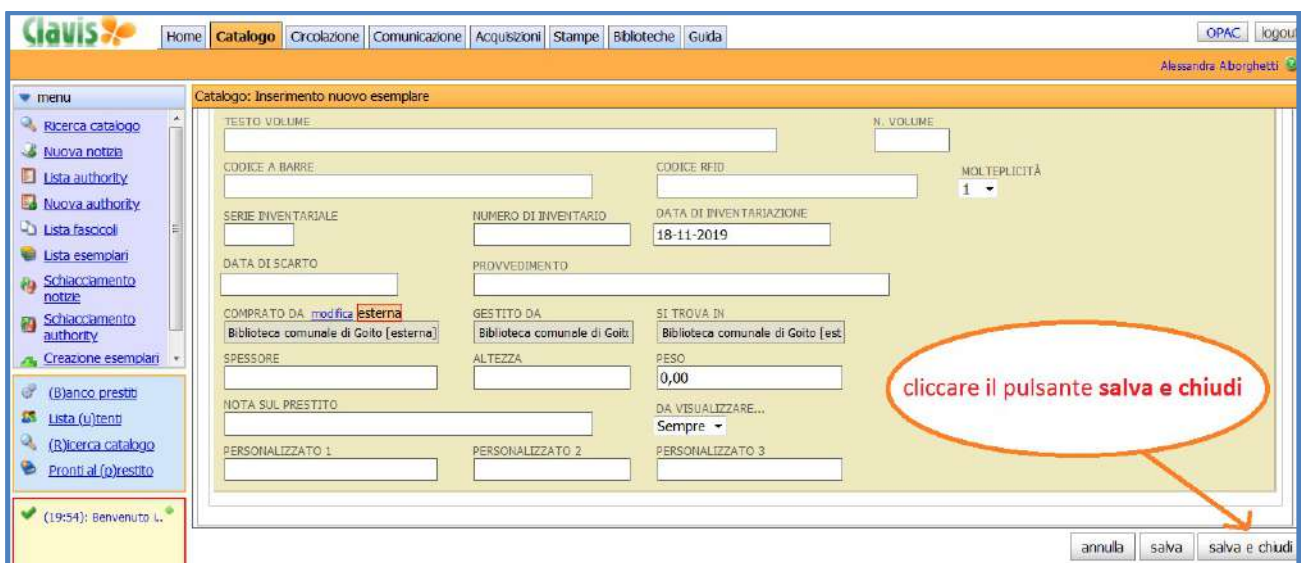 Clavis
Home Catalogo Circolazione Comunicazione Acquisizioni Stampe Biblioteche Guida
OPAC logout
Alessandra Alborghetti
menu
Ricerca catalogo
Nuova notizia
Lista authority
Nuova authority
Lista fascicoli
Lista esemplari
Schiacciamento
notizie
Schiacciamento
authority
Creazione esemplari
(B)anco prestiti
Lista (u)tenti
(R)icerca catalogo
Pronti al (p)restito
(19:54): Benvenuto L.
Catalogo: Inserimento nuovo esemplare
TESTO VOLUME N. VOLUME
CODICE A BARRE CODICE RFID MOLTEPLICITÀ
1
SERIE INVENTARIALE NUMERO DI INVENTARIO DATA DI INVENTARIAZIONE
18-11-2019
DATA DI SCARTO PROVVEDIMENTO
COMPRATO DA modifica esterna GESTITO DA SI TROVA IN
Biblioteca comunale di Goito [esterna] Biblioteca comunale di Goito Biblioteca comunale di Goito [est
SPESSORE ALTEZZA PESO
0,00
NOTA SUL PRESTITO DA VISUALIZZARE...
Sempre
PERSONALIZZATO 1 PERSONALIZZATO 2 PERSONALIZZATO 3
cliccare il pulsante salva e chiudi
annulla salva salva e chiudi